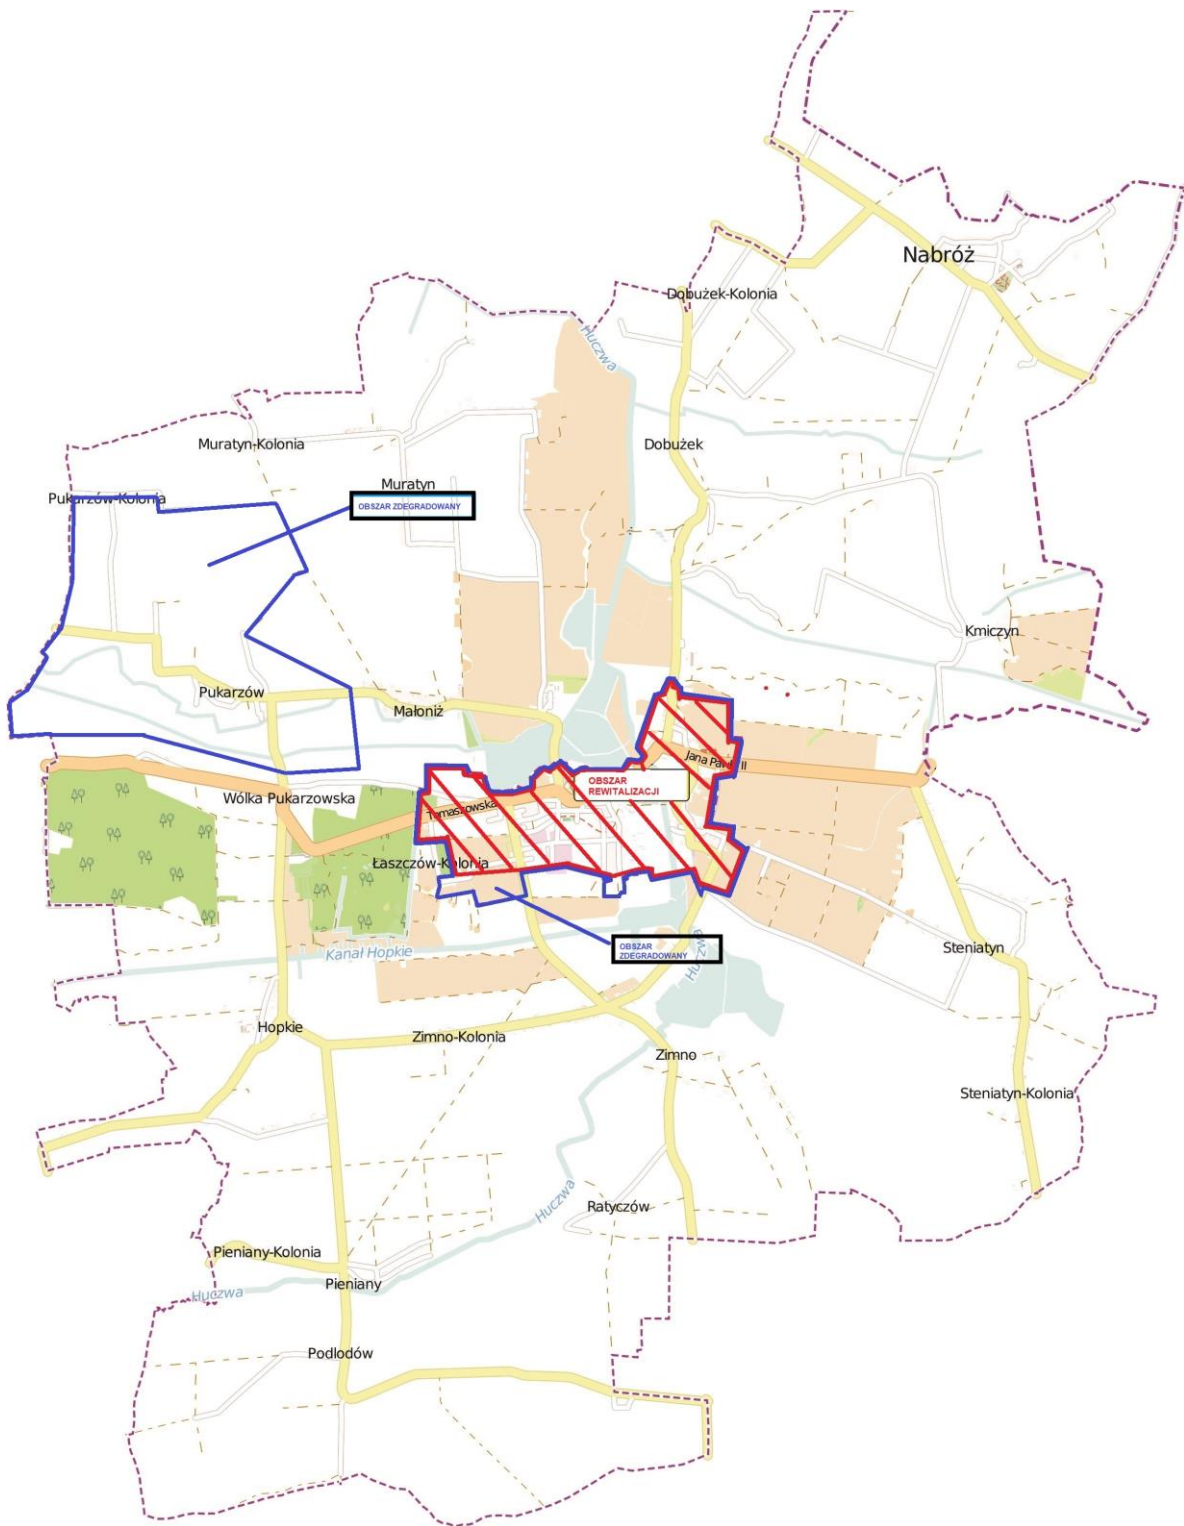 Nabróż
Dobużek-Kolonia
Huczwa
Muratyn-Kolonia
Dobużek
Muratyn
Pukarzów-Kolonia
OBSZAR ZDEGRADOWANY
Kmiczyn
Pukarzów
Małoniż
Jana Pawła II
OBSZAR
REWITALIZACJI
Wólka Pukarzowska
Tomaszowska
Łaszczów-Kolonia
OBSZAR
ZDEGRADOWANY
Huczwa
Kanał Hopkie
Steniatyn
Hopkie
Zimno-Kolonia
Zimno
Steniatyn-Kolonia
Huczwa
Ratyczów
Pieniany-Kolonia
Pieniany
Huczwa
Podlodów